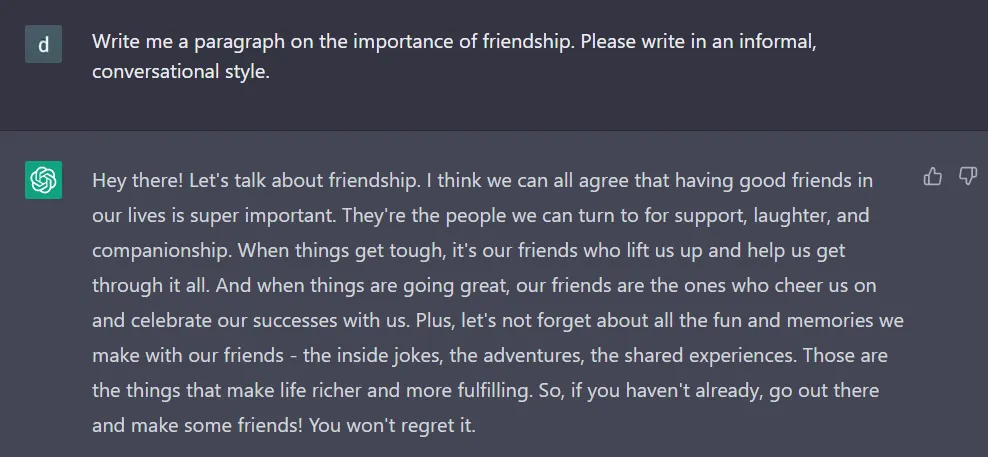 d
Write me a paragraph on the importance of friendship. Please write in an informal,
conversational style.
Hey there! Let's talk about friendship. I think we can all agree that having good friends in
our lives is super important. They're the people we can turn to for support, laughter, and
companionship. When things get tough, it's our friends who lift us up and help us get
through it all. And when things are going great, our friends are the ones who cheer us on
and celebrate our successes with us. Plus, let's not forget about all the fun and memories we
make with our friends - the inside jokes, the adventures, the shared experiences. Those are
the things that make life richer and more fulfilling. So, if you haven't already, go out there
and make some friends! You won't regret it.